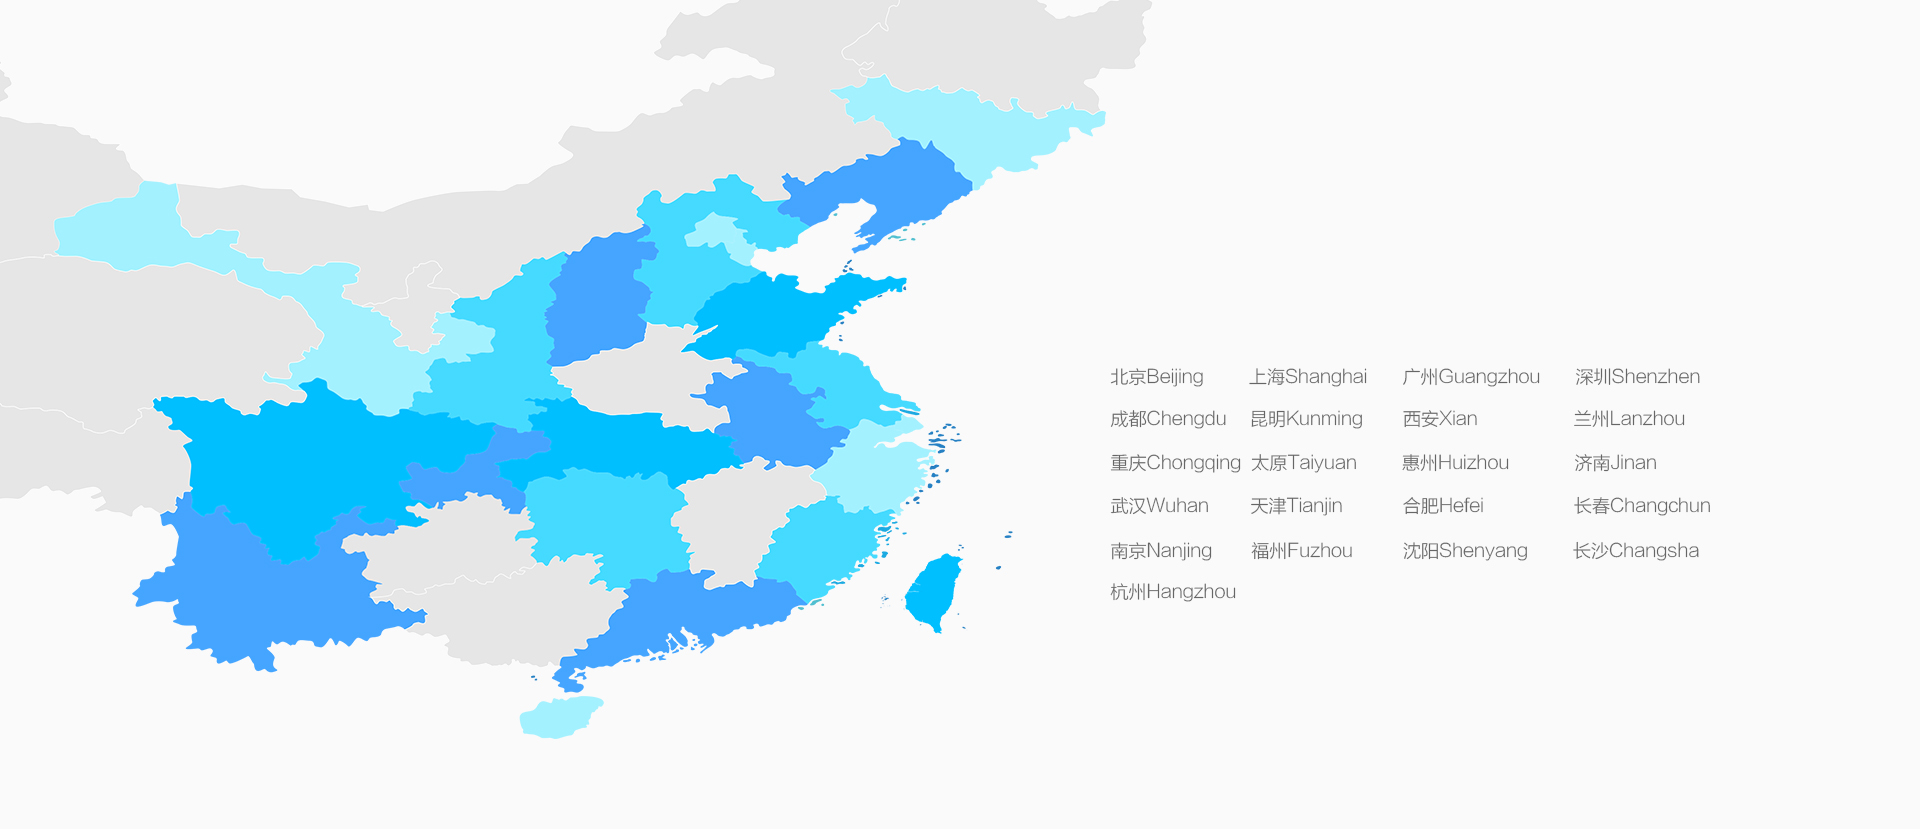 北京Beijing 上海Shanghai 广州Guangzhou 深圳Shenzhen
成都Chengdu 昆明Kunming 西安Xian 兰州Lanzhou
重庆Chongqing 太原Taiyuan 惠州Huizhou 济南Jinan
武汉Wuhan 天津Tianjin 合肥Hefei 长春Changchun
南京Nanjing 福州Fuzhou 沈阳Shenyang 长沙Changsha
杭州Hangzhou